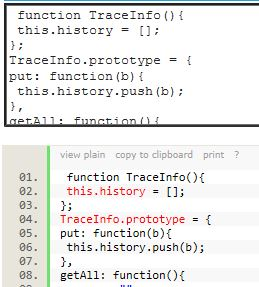 function TraceInfo(){
this.history = [];
};
TraceInfo.prototype = {
put: function(b){
this.history.push(b);
},
getAll: function(){
view plain copy to clipboard print ?
01. function TraceInfo(){
02. this.history = [];
03. };
04. TraceInfo.prototype = {
05. put: function(b){
06. this.history.push(b);
07. },
08. getAll: function(){